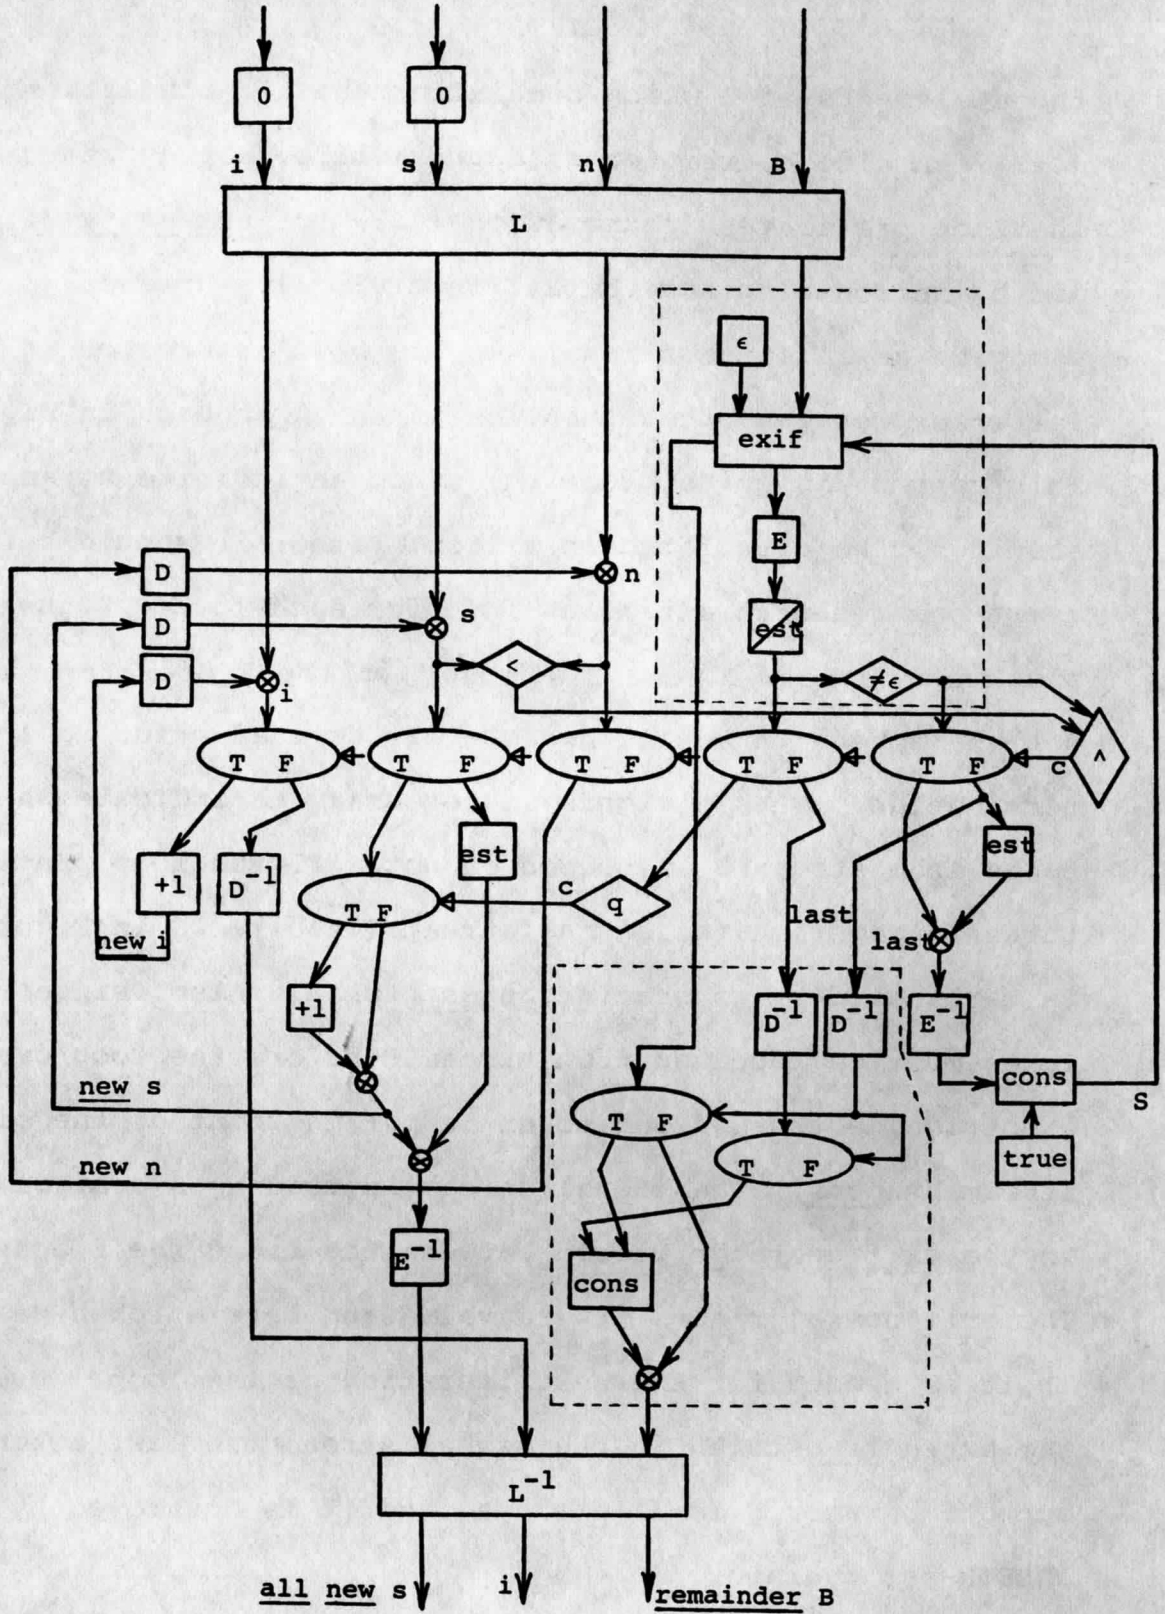 0 0
i s n B
L
ϵ
exif
E
D n
D s est
D < ≠ϵ
i
T F T F T F T F T F c ∧
est est
+1 D⁻¹ c q
T F last last
new i
+1 D⁻¹ D⁻¹ E⁻¹
new s cons S
T F
new n T F true
E⁻¹
cons
L⁻¹
all new s i remainder B